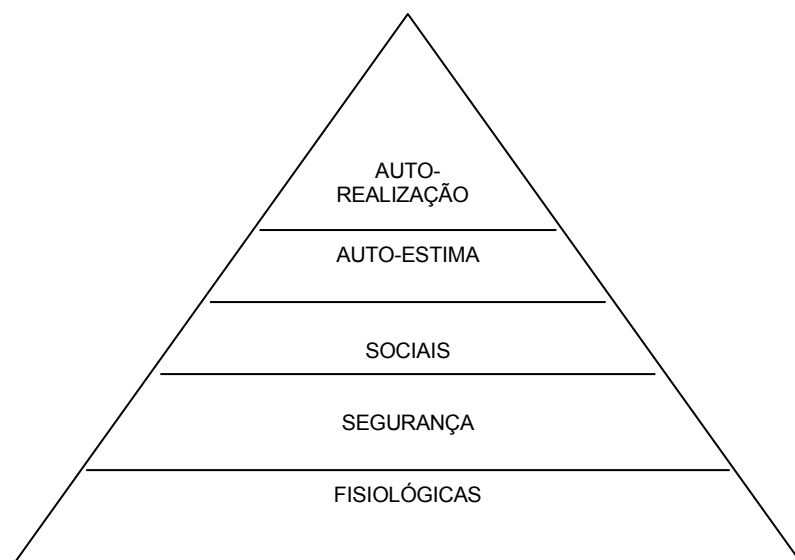 AUTO-
REALIZAÇÃO
AUTO-ESTIMA
SOCIAIS
SEGURANÇA
FISIOLÓGICAS